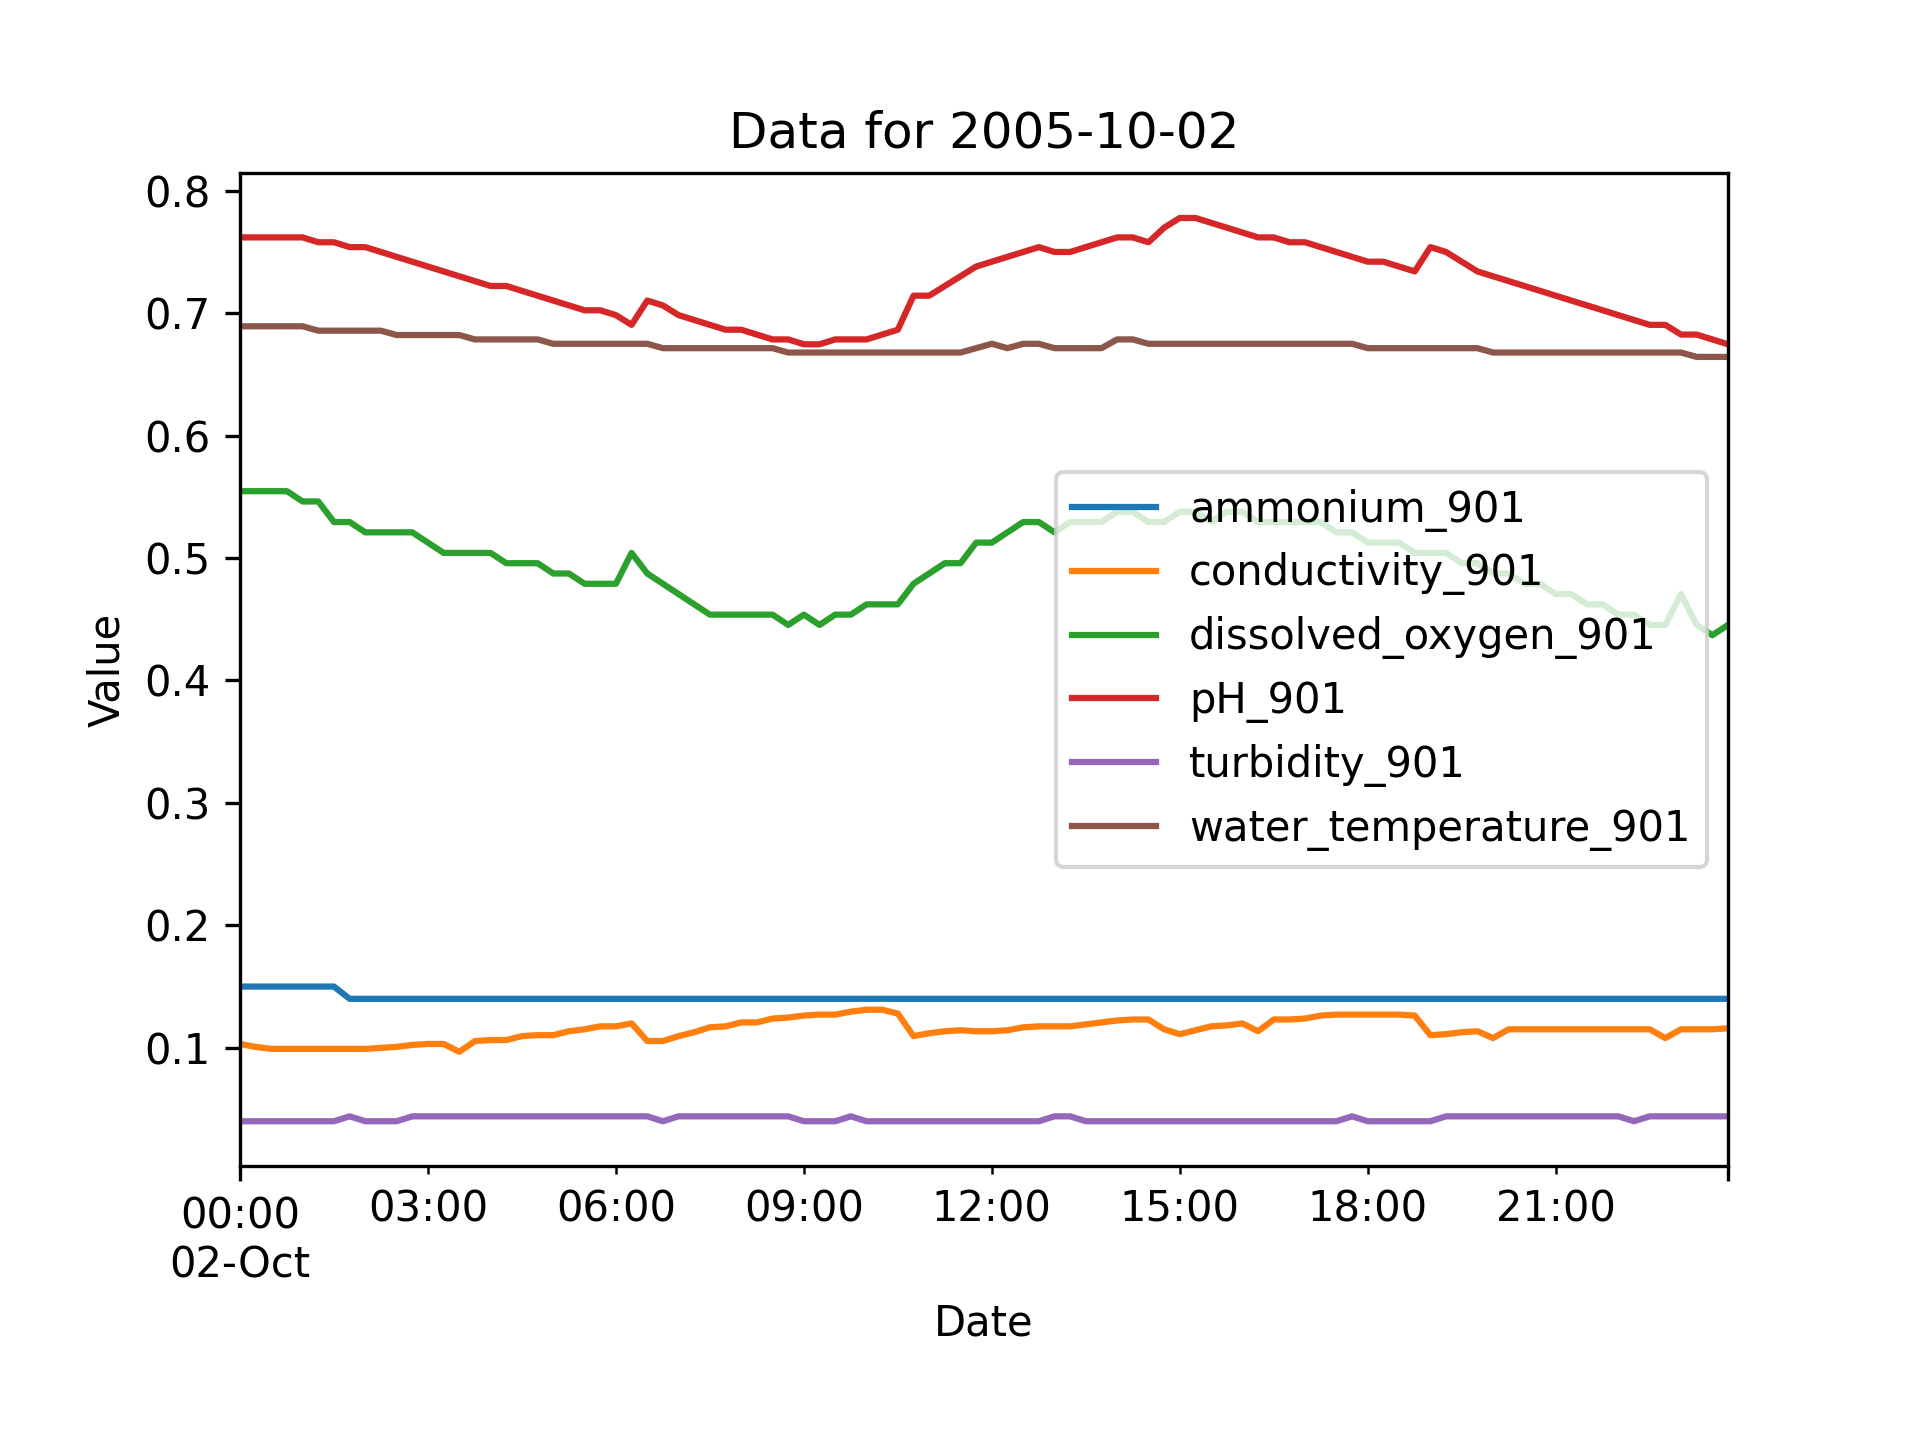 Data for 2005-10-02
Value
0.8
0.7
0.6
0.5
0.4
0.3
0.2
0.1
ammonium_901
conductivity_901
dissolved_oxygen_901
pH_901
turbidity_901
water_temperature_901
00:00 03:00 06:00 09:00 12:00 15:00 18:00 21:00
02-Oct
Date